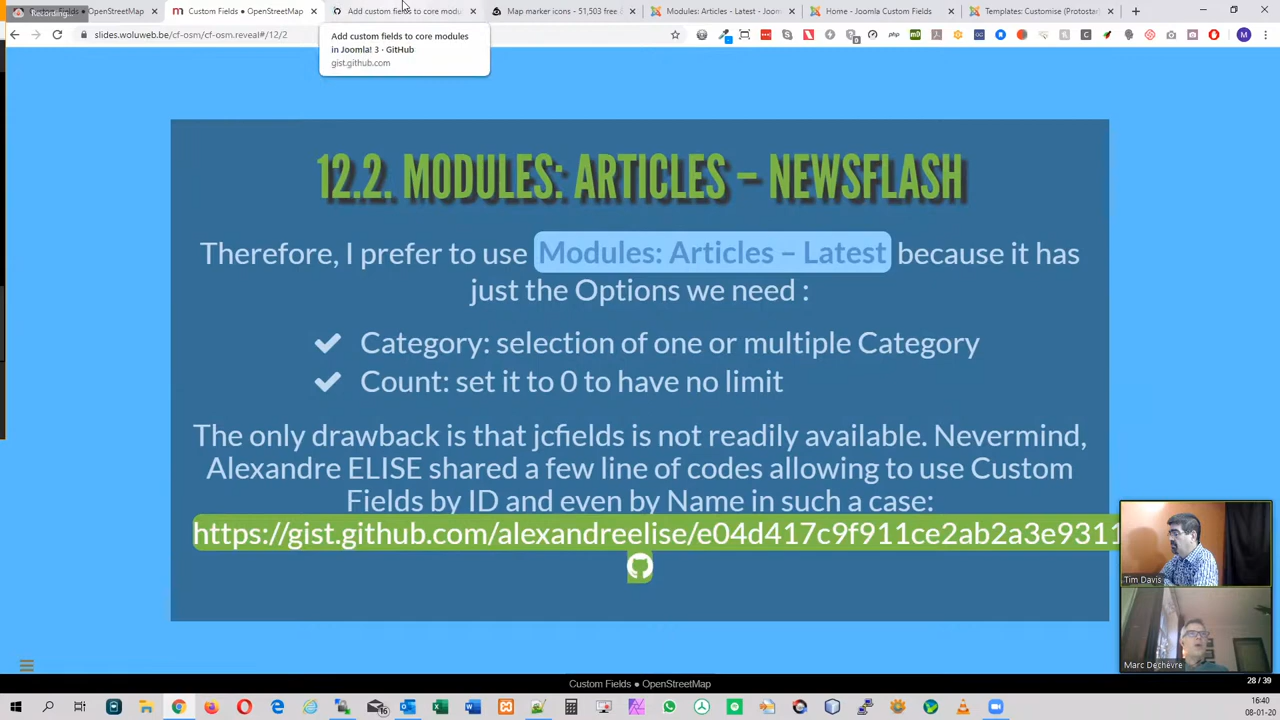 Recording...
Custom Fields ● OpenStreetMap
Custom Fields ● OpenStreetMap
Add custom fields to core modu
Map marker icons - 51,503 free
Modules: Articles
Home - Joomla Custom Fields
Templates: Customise (Protostar
slides.woluweb.be/cf-osm/cf-osm.reveal#/12/2
Add custom fields to core modules
in Joomla! 3 · GitHub
gist.github.com
12.2. MODULES: ARTICLES – NEWSFLASH
Therefore, I prefer to use Modules: Articles – Latest because it has
just the Options we need :
Category: selection of one or multiple Category
Count: set it to 0 to have no limit
The only drawback is that jcfields is not readily available. Nevermind,
Alexandre ELISE shared a few line of codes allowing to use Custom
Fields by ID and even by Name in such a case:
https://gist.github.com/alexandreelise/e04d417c9f911ce2ab2a3e9311
Tim Davis
Marc Dechèvre
28 / 39
Custom Fields ● OpenStreetMap
16
16:40
08-01-20